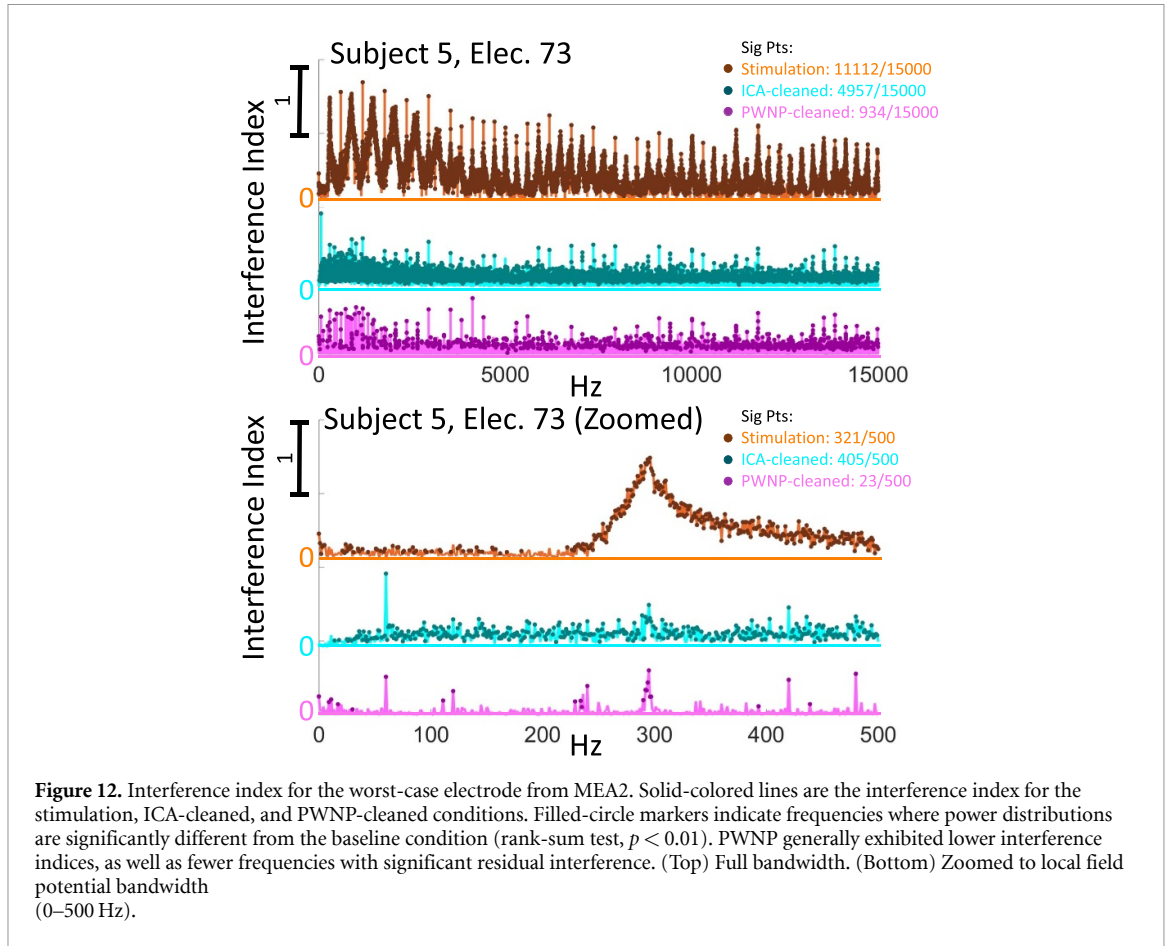 Subject 5, Elec. 73
Sig Pts:
Stimulation: 11112/15000
ICA-cleaned: 4957/15000
PWNP-cleaned: 934/15000
1
Interference Index
0
0
0
0 5000 10000 15000
Hz
Subject 5, Elec. 73 (Zoomed)
Sig Pts:
Stimulation: 321/500
ICA-cleaned: 405/500
PWNP-cleaned: 23/500
1
Interference Index
0
0
0
0 100 200 300 400 500
Hz
Figure 12. Interference index for the worst-case electrode from MEA2. Solid-colored lines are the interference index for the
stimulation, ICA-cleaned, and PWNP-cleaned conditions. Filled-circle markers indicate frequencies where power distributions
are significantly different from the baseline condition (rank-sum test, p < 0.01). PWNP generally exhibited lower interference
indices, as well as fewer frequencies with significant residual interference. (Top) Full bandwidth. (Bottom) Zoomed to local field
potential bandwidth
(0–500 Hz).